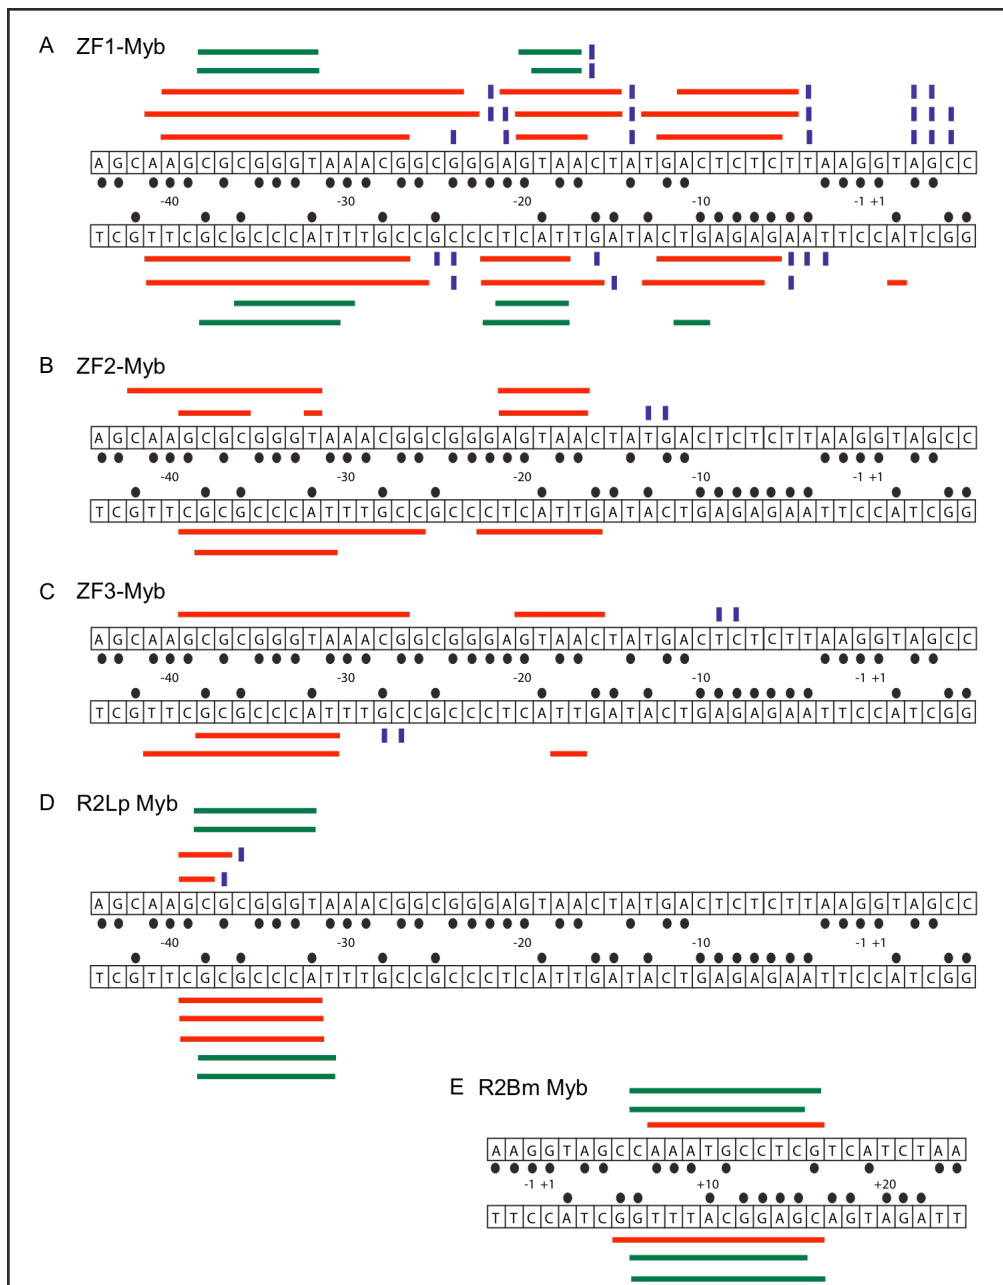 A ZF1-Myb
AGCAAGCGCGGGTAAACGGCGGGAGTAACTATGACTCTCTTAAGGTAGCC
-40 -30 -20 -10 -1 +1
TCGTTCGCGCCCATTTGCCGCCCTCATTGATACTGAGAGAATTCCATCGG
B ZF2-Myb
AGCAAGCGCGGGTAAACGGCGGGAGTAACTATGACTCTCTTAAGGTAGCC
-40 -30 -20 -10 -1 +1
TCGTTCGCGCCCATTTGCCGCCCTCATTGATACTGAGAGAATTCCATCGG
C ZF3-Myb
AGCAAGCGCGGGTAAACGGCGGGAGTAACTATGACTCTCTTAAGGTAGCC
-40 -30 -20 -10 -1 +1
TCGTTCGCGCCCATTTGCCGCCCTCATTGATACTGAGAGAATTCCATCGG
D R2Lp Myb
AGCAAGCGCGGGTAAACGGCGGGAGTAACTATGACTCTCTTAAGGTAGCC
-40 -30 -20 -10 -1 +1
TCGTTCGCGCCCATTTGCCGCCCTCATTGATACTGAGAGAATTCCATCGG
E R2Bm Myb
AAGGTAGCCAAATGCCTCGTCATCTAA
-1 +1 +10 +20
TTCCATCGGTTTACGGAGCAGTAGATT